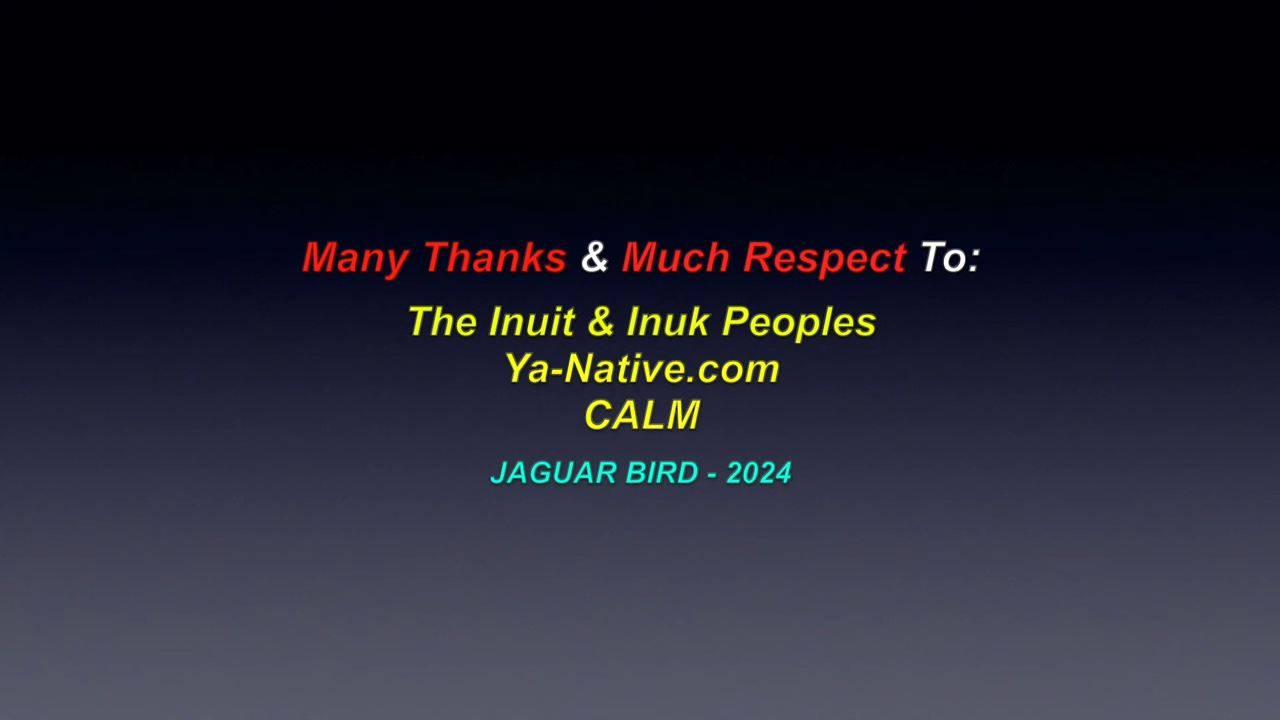 Many Thanks & Much Respect To:
The Inuit & Inuk Peoples
Ya-Native.com
CALM
JAGUAR BIRD - 2024